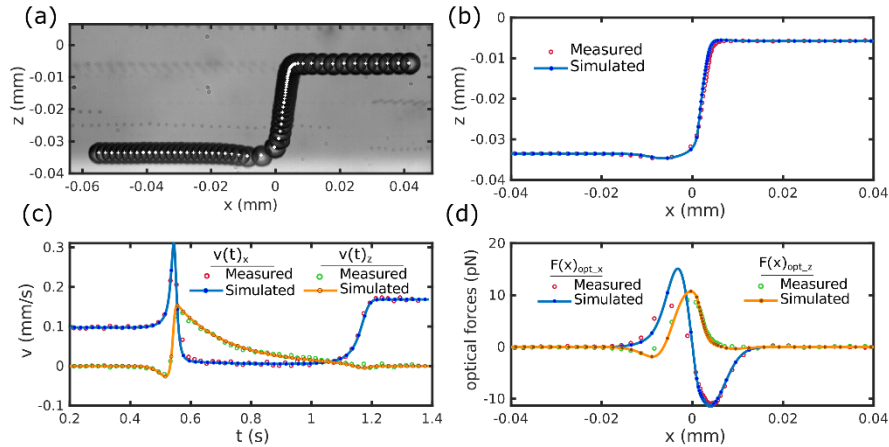 (a)
0
-0.01
-0.02
-0.03
-0.04
z (mm)
-0.06 -0.04 -0.02 0 0.02 0.04
x (mm)
(b)
0
-0.01
-0.02
-0.03
-0.04
z (mm)
Measured
Simulated
-0.04 -0.02 0 0.02 0.04
x (mm)
(c)
0.3
0.2
0.1
0
-0.1
v (mm/s)
v(t)x v(t)z
Measured Measured
Simulated Simulated
0.2 0.4 0.6 0.8 1 1.2 1.4
t (s)
(d)
20
10
0
-10
optical forces (pN)
F(x)opt_x F(x)opt_z
Measured Measured
Simulated Simulated
-0.04 -0.02 0 0.02 0.04
x (mm)